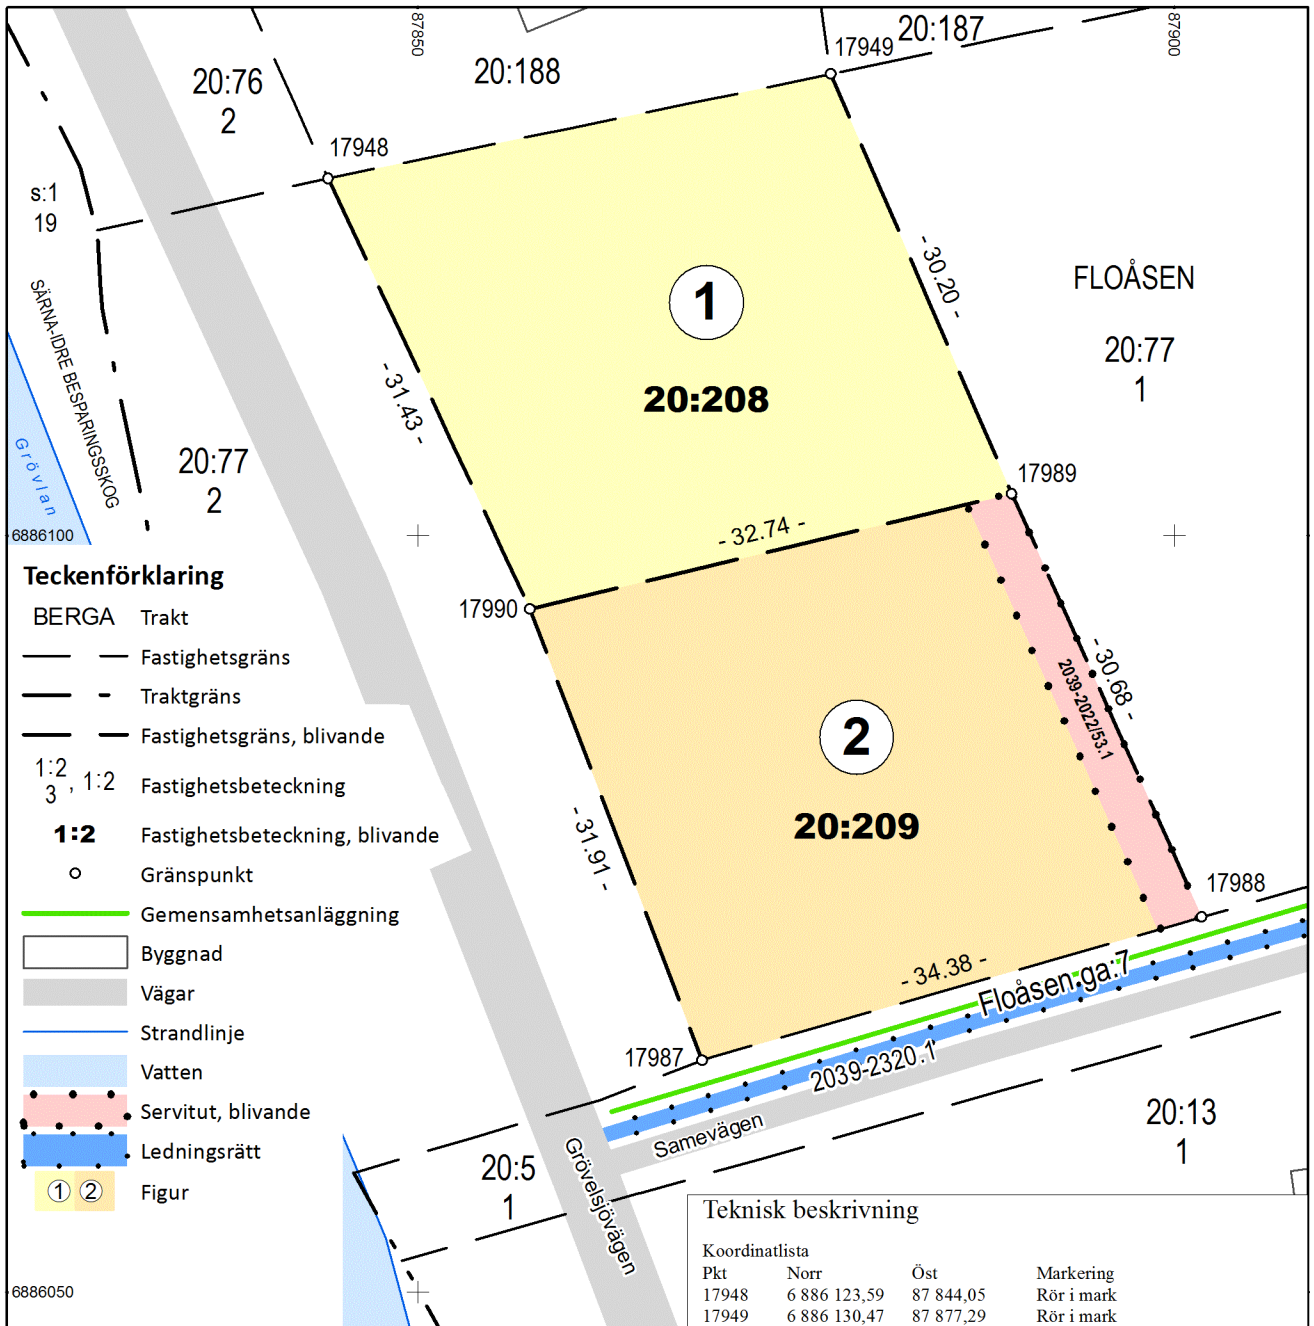 87850
87900
20:187
17949
20:188
20:76
2
17948
s:1
19
SÄRNA-IDRE BESPARINGSSKOG
Grövlan
- 30.20 -
FLOÅSEN
1
20:77
1
20:208
- 31.43 -
20:77
2
17989
6886100
- 32.74 -
17990
Teckenförklaring
BERGA Trakt
Fastighetsgräns
Traktgräns
Fastighetsgräns, blivande
1:2
3 , 1:2 Fastighetsbeteckning
1:2 Fastighetsbeteckning, blivande
Gränspunkt
Gemensamhetsanläggning
Byggnad
Vägar
Strandlinje
Vatten
Servitut, blivande
Ledningsrätt
1 2 Figur
- 30.68 -
2039-2022/53.1
2
20:209
- 31.91 -
17988
- 34.38 -
Floåsen ga:7
17987
2039-2320.1
Samevägen
20:13
1
20:5
1
Grövelsjövägen
6886050
Teknisk beskrivning
Koordinatlista
Pkt Norr Öst Markering
17948 6 886 123,59 87 844,05 Rör i mark
17949 6 886 130,47 87 877,29 Rör i mark